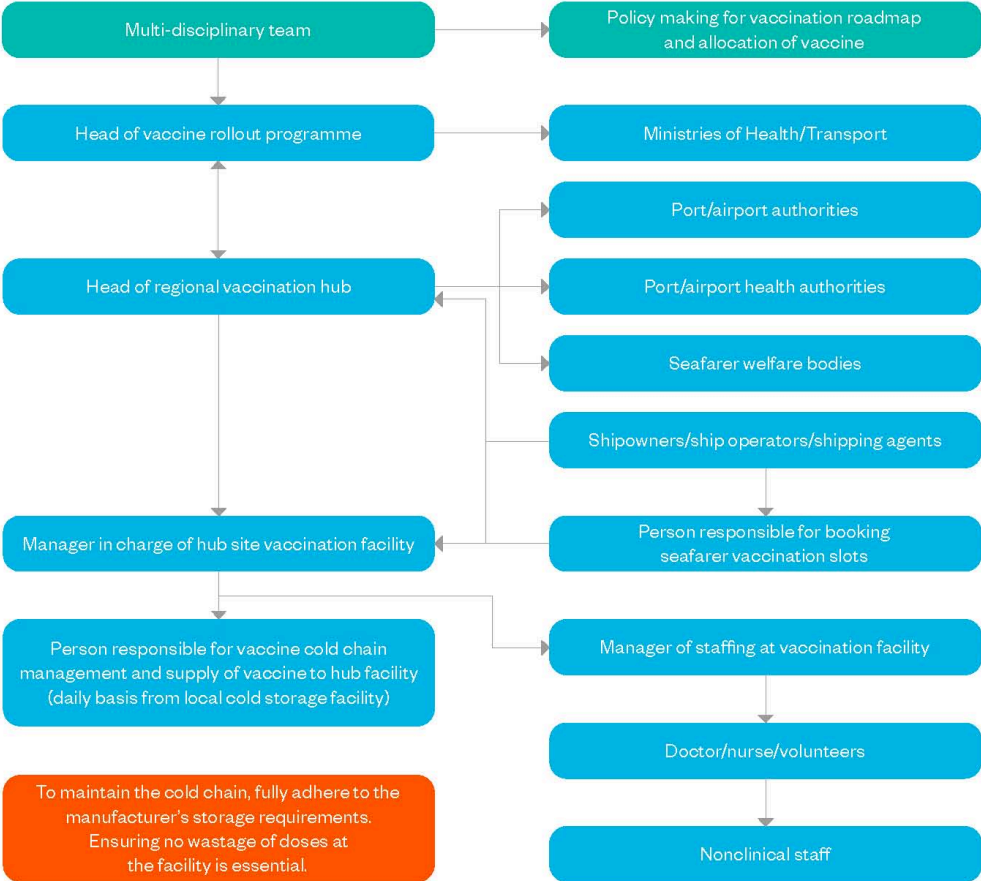 Multi-disciplinary team
Policy making for vaccination roadmap
and allocation of vaccine
Head of vaccine rollout programme
Ministries of Health/Transport
Port/airport authorities
Head of regional vaccination hub
Port/airport health authorities
Seafarer welfare bodies
Shipowners/ship operators/shipping agents
Manager in charge of hub site vaccination facility
Person responsible for booking
seafarer vaccination slots
Person responsible for vaccine cold chain
management and supply of vaccine to hub facility
(daily basis from local cold storage facility)
Manager of staffing at vaccination facility
Doctor/nurse/volunteers
To maintain the cold chain, fully adhere to the
manufacturer's storage requirements.
Ensuring no wastage of doses at
the facility is essential.
Nonclinical staff